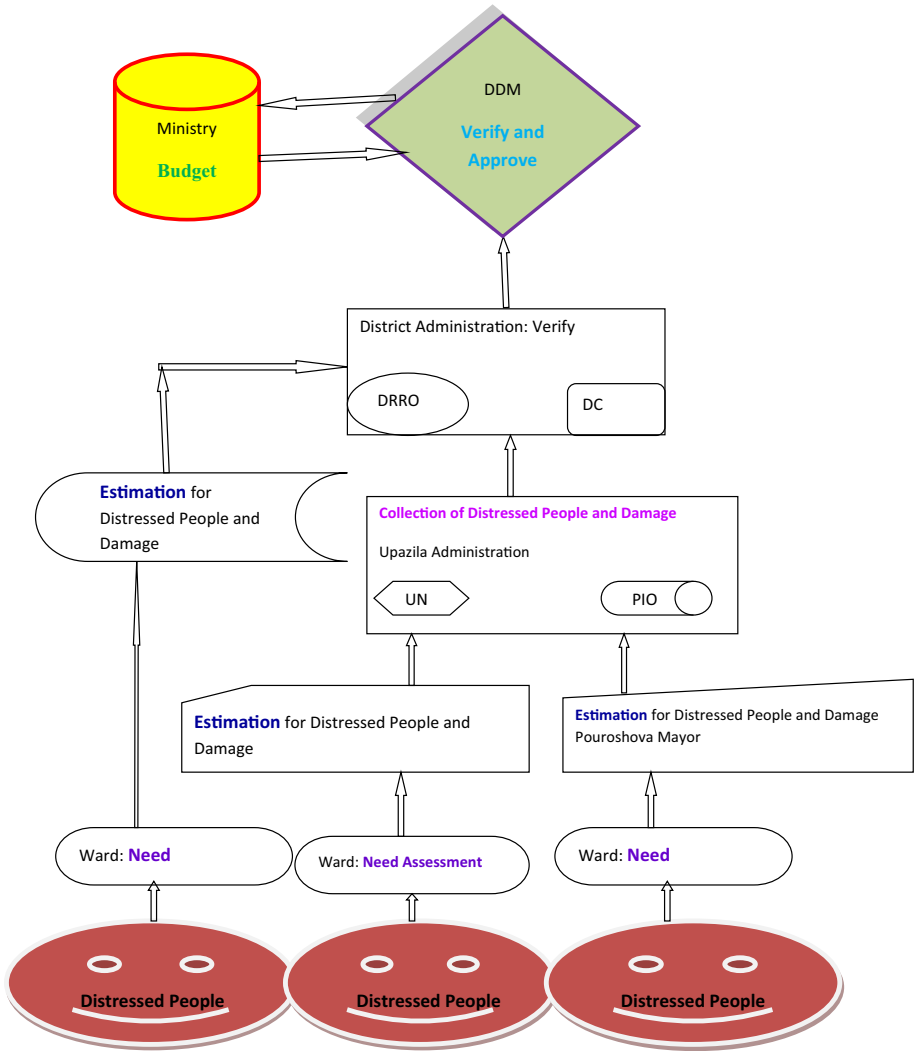 DDM
Verify and
Approve
Ministry
Budget
District Administration: Verify
DRRO
DC
Estimation for
Distressed People and
Damage
Collection of Distressed People and Damage
Upazila Administration
UN
PIO
Estimation for Distressed People and
Damage
Estimation for Distressed People and Damage
Pouroshova Mayor
Ward: Need
Ward: Need Assessment
Ward: Need
Distressed People
Distressed People
Distressed People